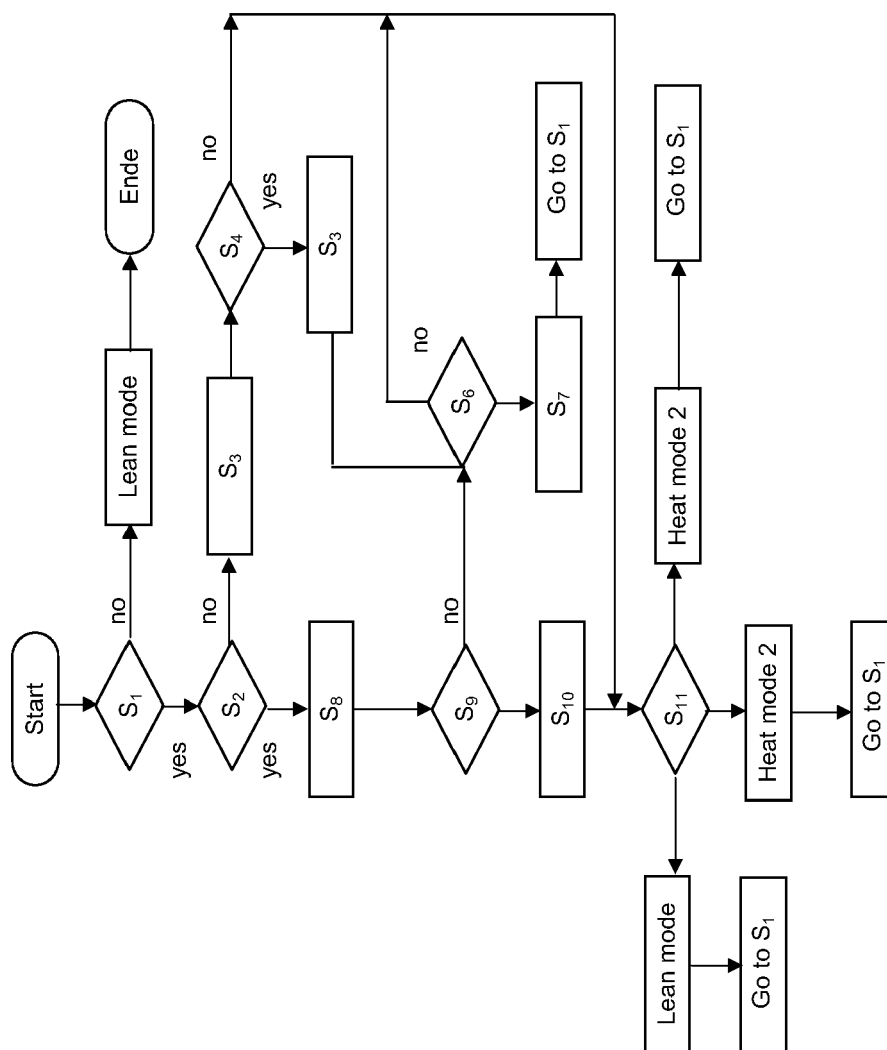 Start
S₁
no
Lean mode
Ende
yes
S₂
no
S₃
S₄
no
yes
yes
S₈
S₃
S₉
no
S₆
no
S₁₀
S₇
Go to S₁
S₁₁
Heat mode 2
Go to S₁
Lean mode
Heat mode 2
Go to S₁
Go to S₁